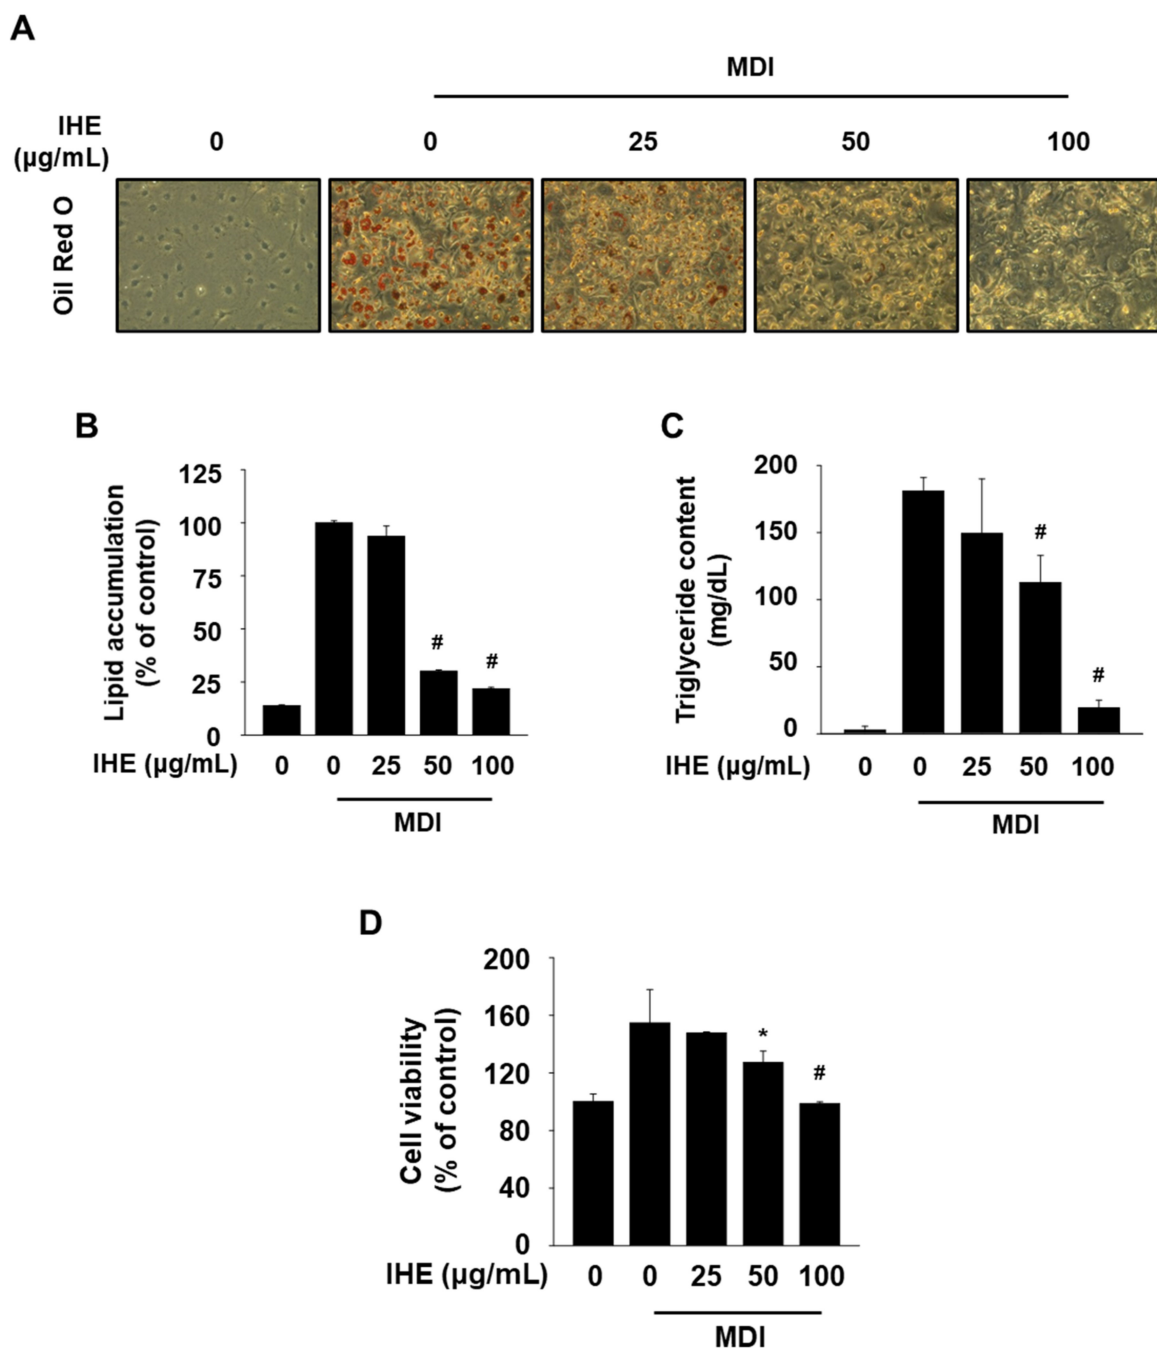 A
MDI
IHE
(µg/mL)
0 0 25 50 100
Oil Red O
B
Lipid accumulation
(% of control)
125
100
75
50
25
0
# #
IHE (µg/mL) 0 0 25 50 100
MDI
C
Triglyceride content
(mg/dL)
200
150
100
50
0
#
#
IHE (µg/mL) 0 0 25 50 100
MDI
D
Cell viability
(% of control)
200
160
120
80
40
0
*
#
IHE (µg/mL) 0 0 25 50 100
MDI